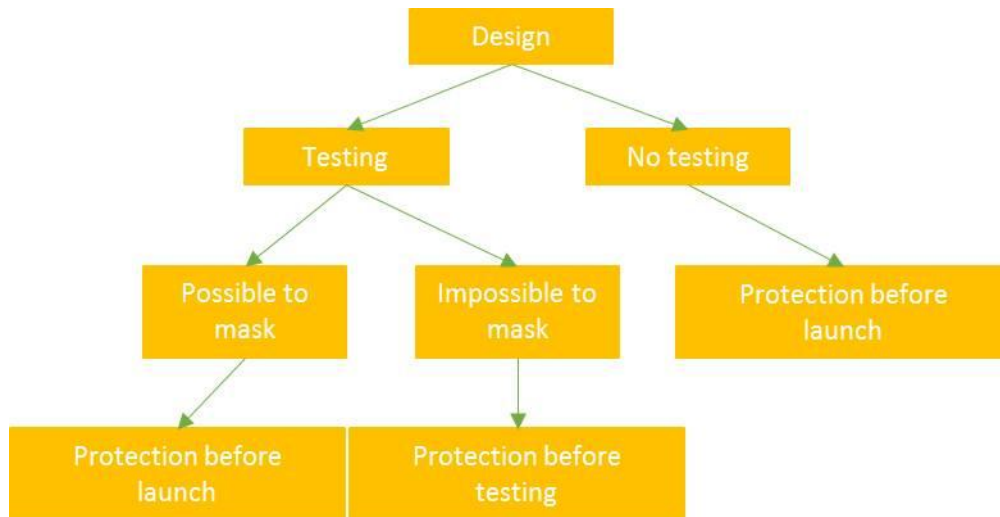 Design
Testing
No testing
Possible to
mask
Impossible to
mask
Protection before
launch
Protection before
launch
Protection before
testing